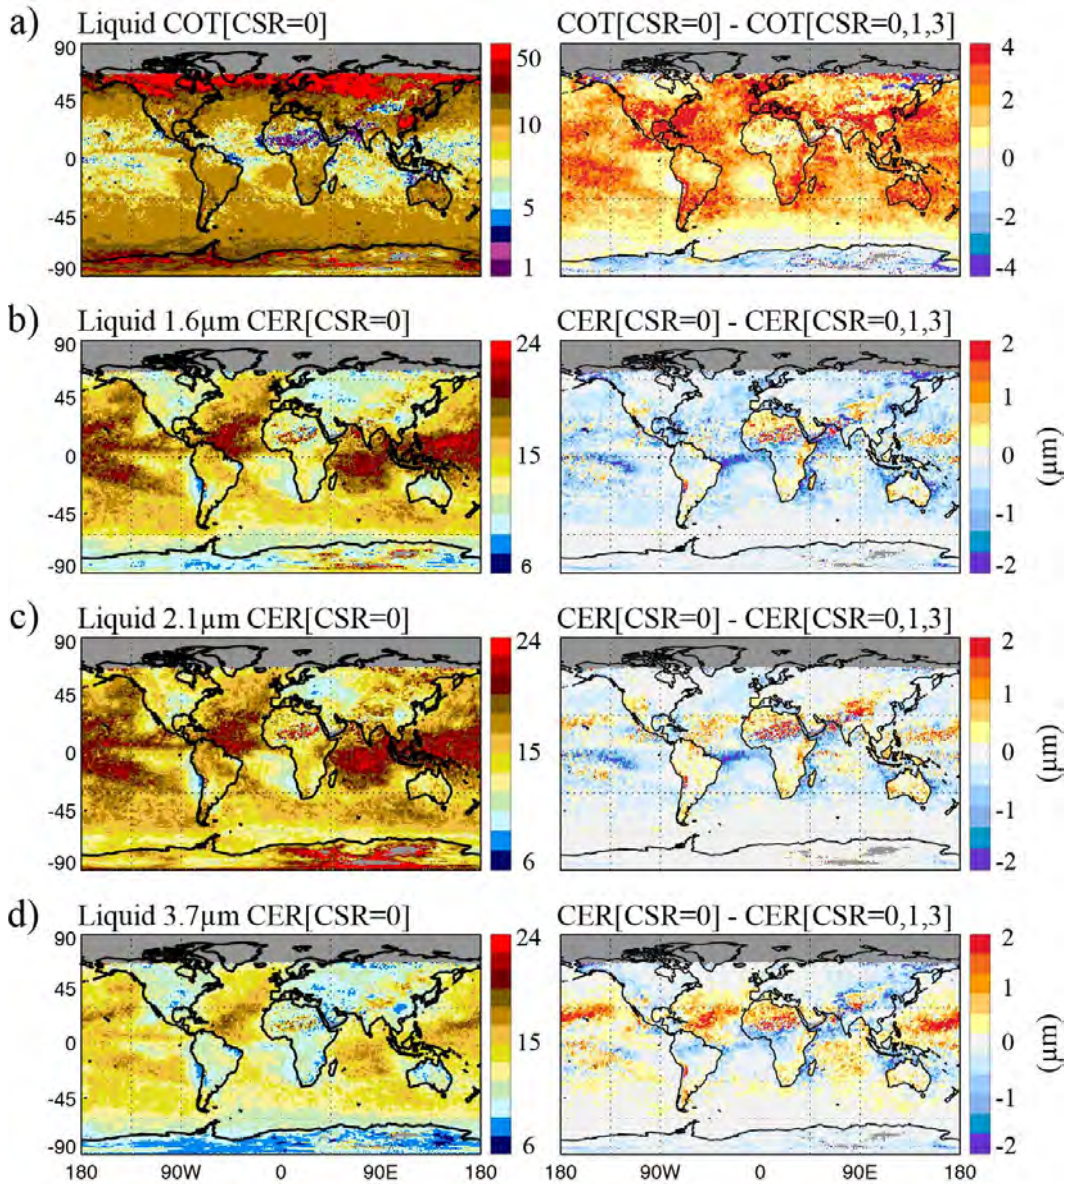 a) Liquid COT[CSR=0] COT[CSR=0] - COT[CSR=0,1,3]
90 50 4
45 10 2
0 0
-45 5 -2
-90 1 -4
b) Liquid 1.6µm CER[CSR=0] CER[CSR=0] - CER[CSR=0,1,3]
90 24 2
45 1
0 15 0 (µm)
-45 -1
-90 6 -2
c) Liquid 2.1µm CER[CSR=0] CER[CSR=0] - CER[CSR=0,1,3]
90 24 2
45 1
0 15 0 (µm)
-45 -1
-90 6 -2
d) Liquid 3.7µm CER[CSR=0] CER[CSR=0] - CER[CSR=0,1,3]
90 24 2
45 1
0 15 0 (µm)
-45 -1
-90 6 -2
180 90W 0 90E 180 180 90W 0 90E 180